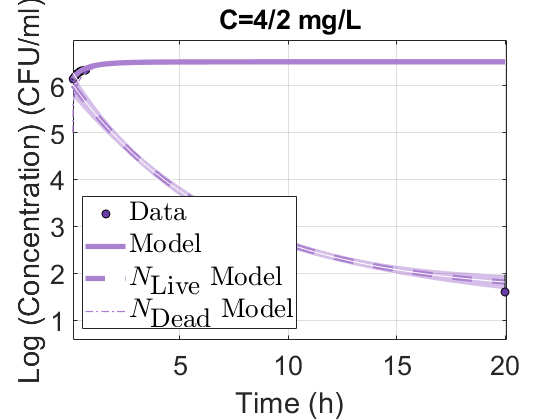 C=4/2 mg/L
Log (Concentration) (CFU/ml)
6
5
4
3
2
1
Data
Model
N_Live Model
N_Dead Model
5 10 15 20
Time (h)